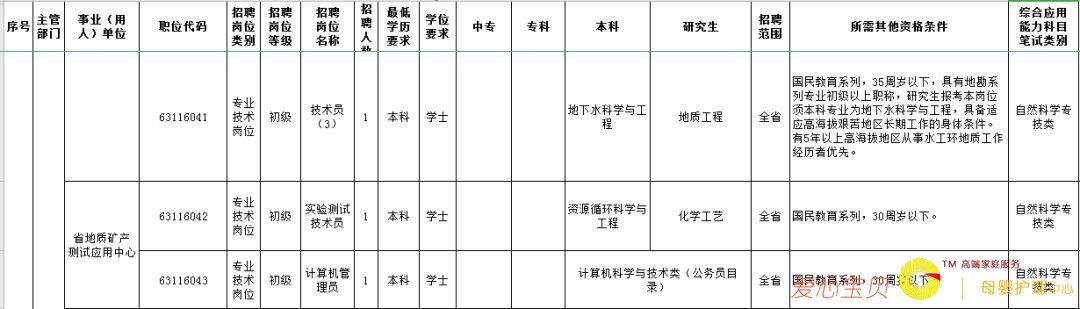 序号 主管部门 事业（用人）单位 职位代码 招聘岗位类别 招聘岗位等级 招聘岗位名称 招聘人数 最低学历要求 学位要求 中专 专科 本科 研究生 招聘范围 所需其他资格条件 综合应用能力科目笔试类别
63116041 专业技术岗位 初级 技术员（3） 1 本科 学士 地下水科学与工程 地质工程 全省
国民教育系列，35周岁以下，具有地勘系
列专业初级以上职称，研究生报考本岗位
须本科专业为地下水科学与工程，具备适
应高海拔艰苦地区长期工作的身体条件。
有5年以上高海拔地区从事水工环地质工作
经历者优先。
自然科学专技类
省地质矿产
测试应用中心
63116042 专业技术岗位 初级 实验测试技术员 1 本科 学士 资源循环科学与工程 化学工艺 全省 国民教育系列，30周岁以下。 自然科学专技类
63116043 专业技术岗位 初级 计算机管理员 1 本科 学士 计算机科学与技术类（公务员目录） 全省 国民教育系列，30周岁以下 自然科学专技类
爱心宝贝
TM 高端家庭服务
母婴护理中心